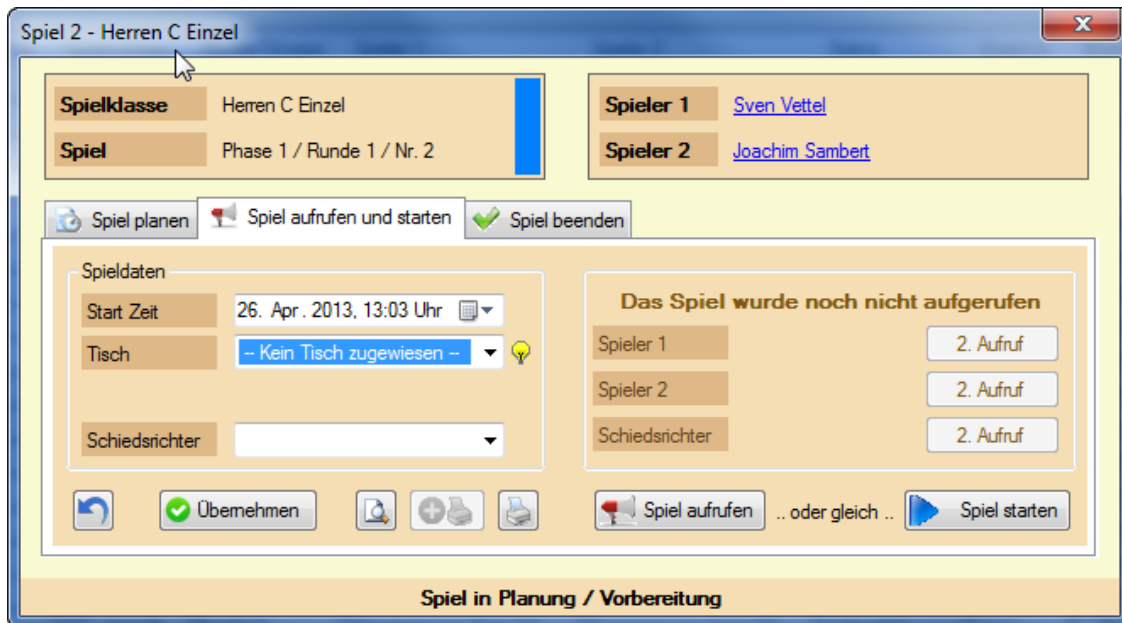 Spiel 2 - Herren C Einzel
Spielklasse Herren C Einzel
Spiel Phase 1 / Runde 1 / Nr. 2
Spieler 1 Sven Vettel
Spieler 2 Joachim Sambert
Spiel planen Spiel aufrufen und starten Spiel beenden
Spieldaten
Start Zeit 26. Apr. 2013, 13:03 Uhr
Tisch -- Kein Tisch zugewiesen --
Schiedsrichter
Das Spiel wurde noch nicht aufgerufen
Spieler 1 2. Aufruf
Spieler 2 2. Aufruf
Schiedsrichter 2. Aufruf
Übernehmen Spiel aufrufen .. oder gleich .. Spiel starten
Spiel in Planung / Vorbereitung